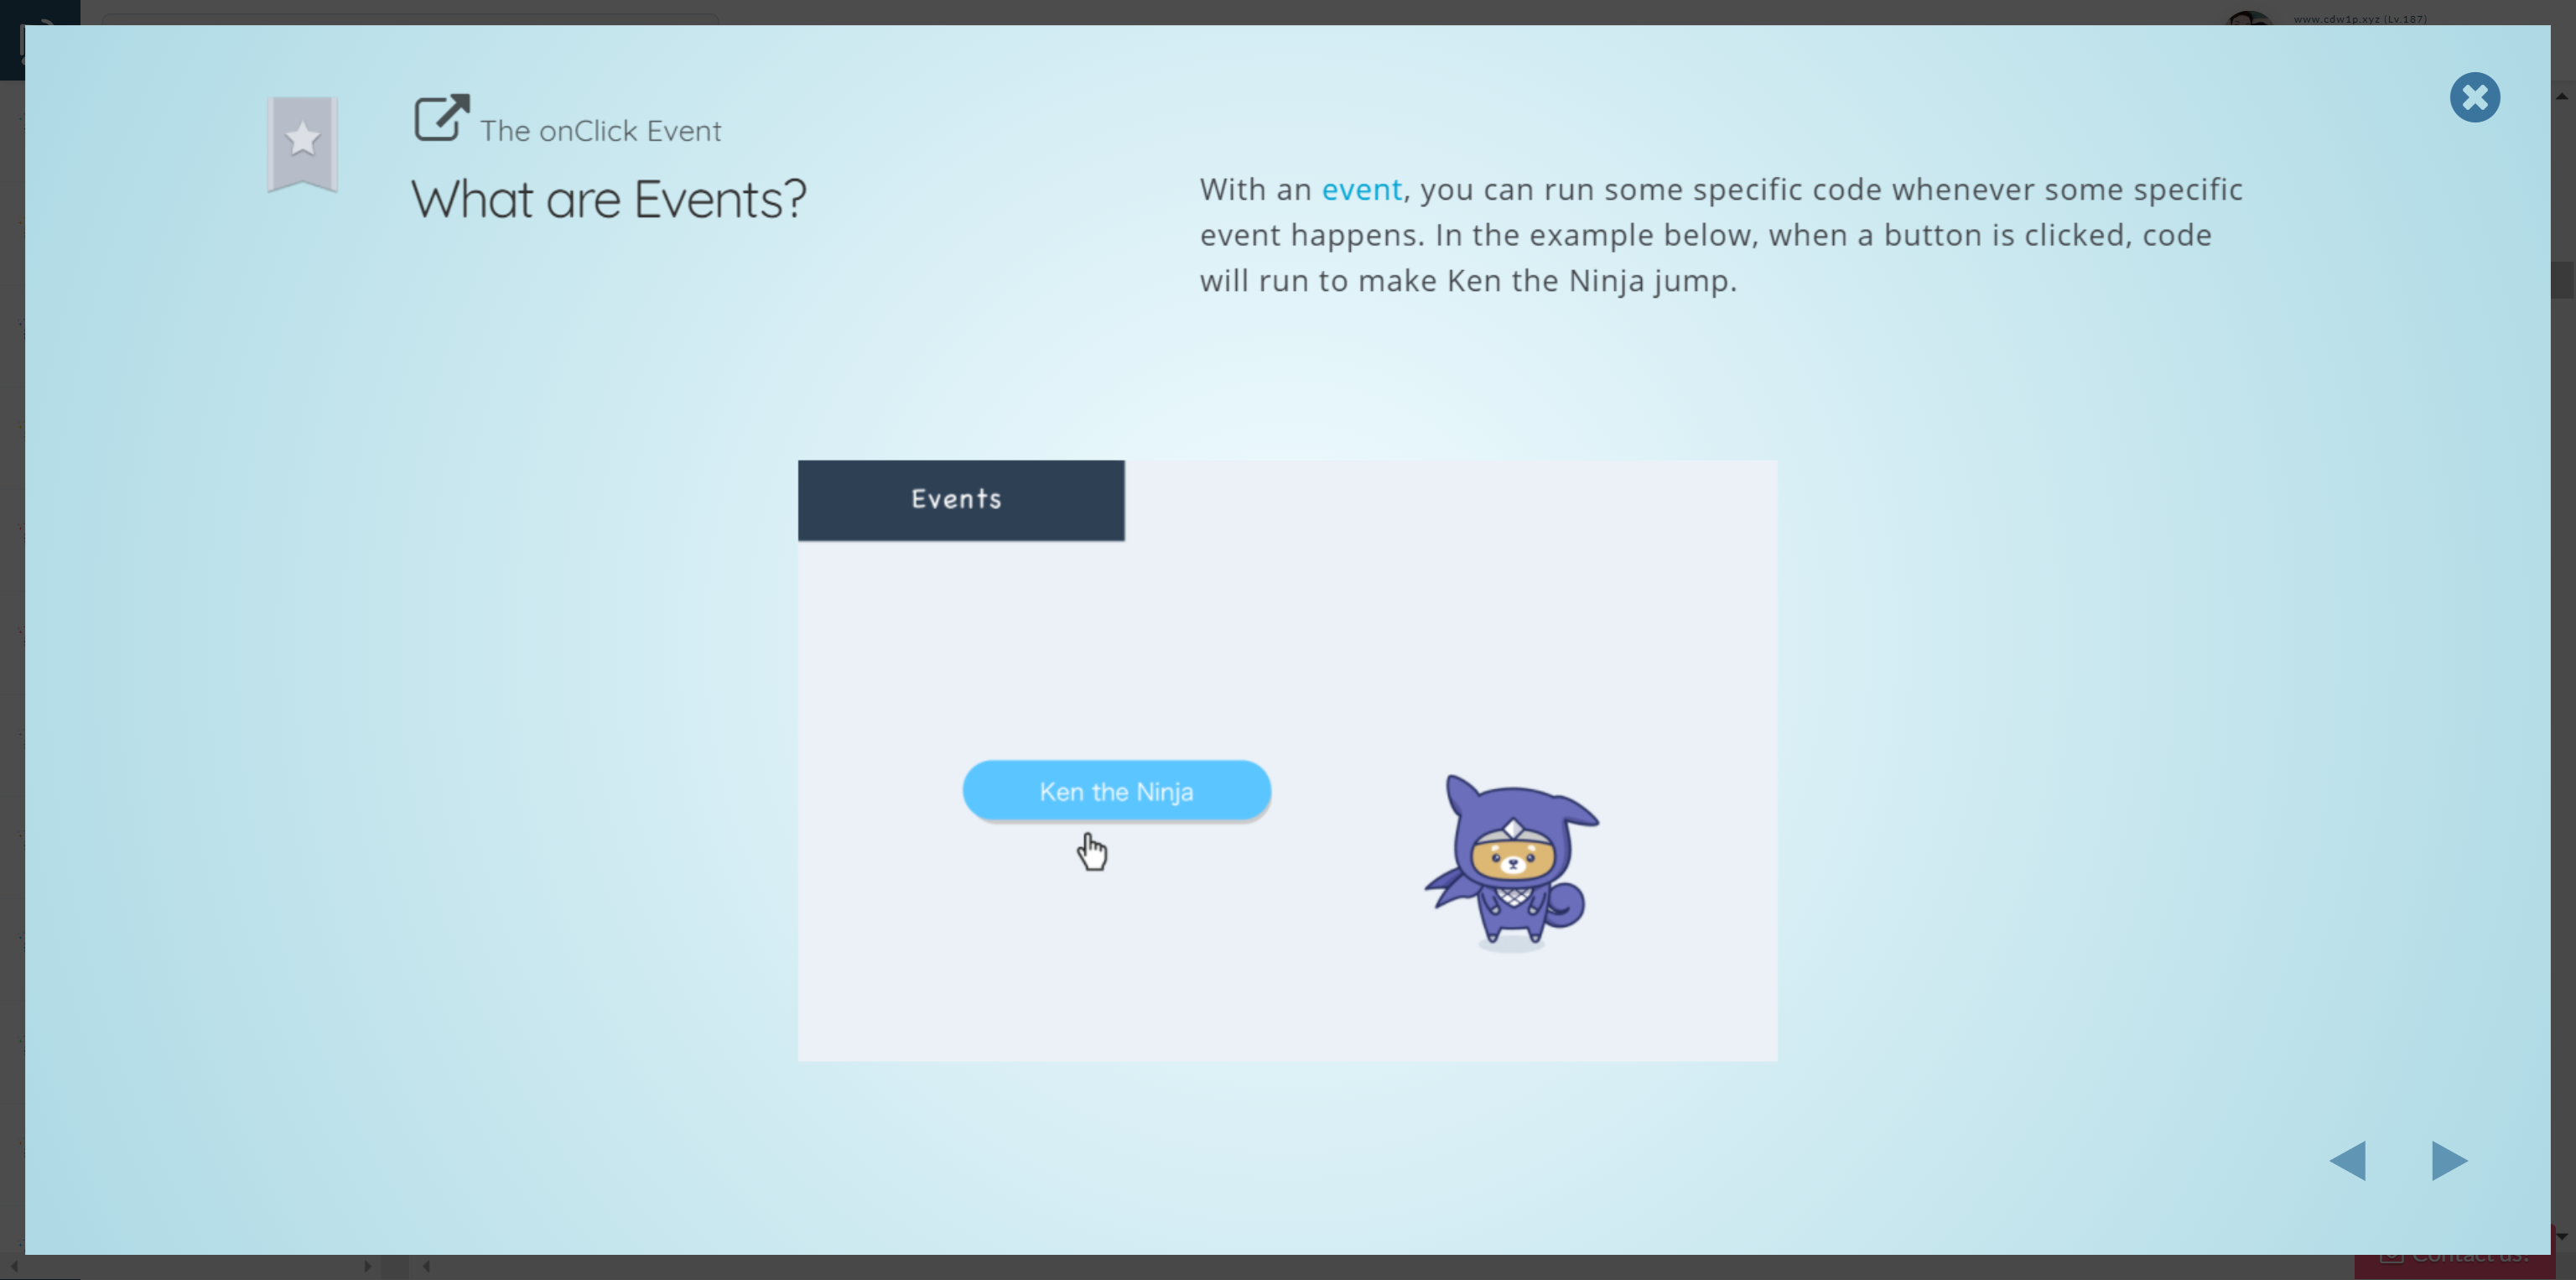 www.cdw1p.xyz (Lv.187)
The onClick Event
What are Events?
With an event, you can run some specific code whenever some specific
event happens. In the example below, when a button is clicked, code
will run to make Ken the Ninja jump.
Events
Ken the Ninja
Contact us!